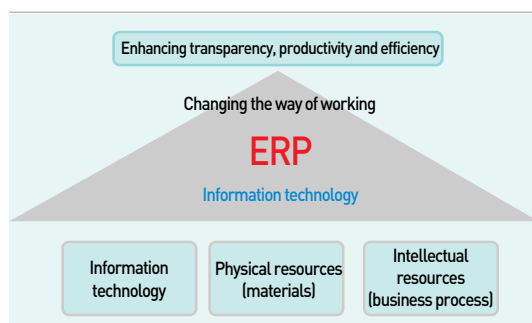 Enhancing transparency, productivity and efficiency
Changing the way of working
ERP
Information technology
Information
technology
Physical resources
(materials)
Intellectual
resources
(business process)